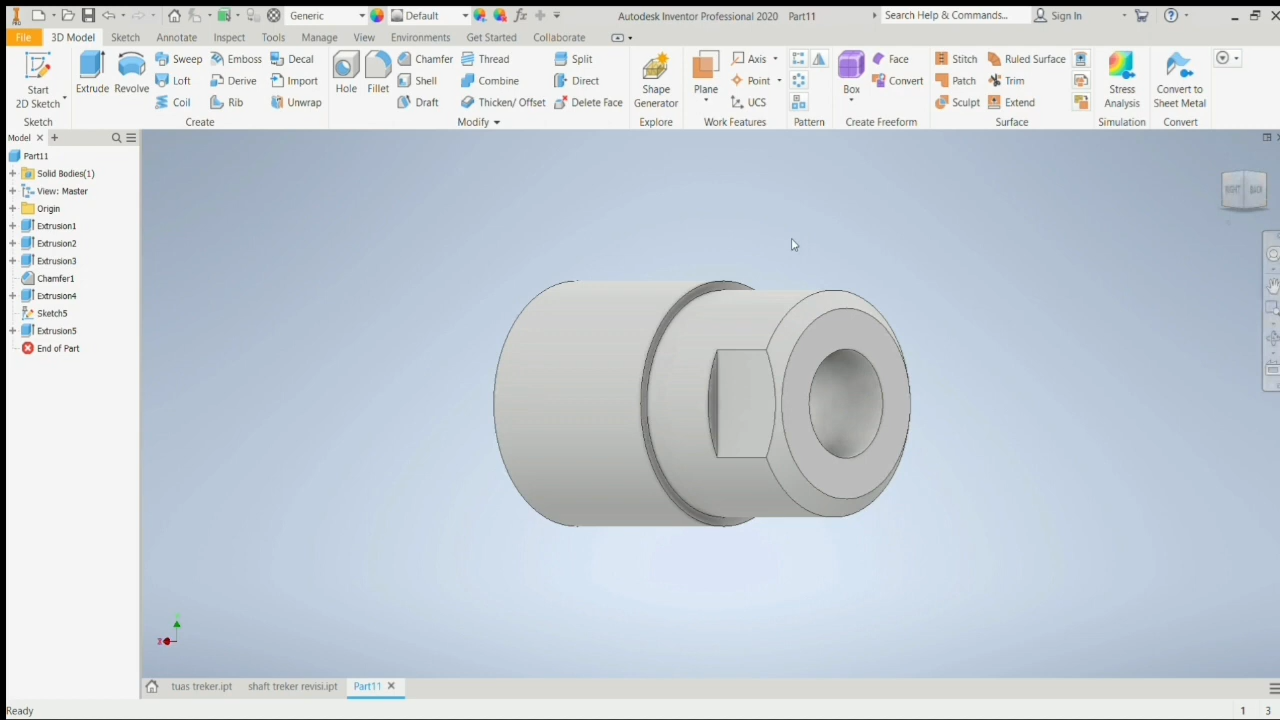 Generic
Default
Autodesk Inventor Professional 2020 Part11
Search Help & Commands...
Sign In
File 3D Model Sketch Annotate Inspect Tools Manage View Environments Get Started Collaborate
Start
2D Sketch
Extrude
Revolve
Sweep
Loft
Coil
Emboss
Derive
Rib
Decal
Import
Unwrap
Hole
Fillet
Chamfer
Shell
Draft
Thread
Combine
Thicken/ Offset
Split
Direct
Delete Face
Shape
Generator
Plane
Axis
Point
UCS
Box
Face
Convert
Stitch
Patch
Sculpt
Ruled Surface
Trim
Extend
Stress
Analysis
Convert to
Sheet Metal
Sketch Create Modify Explore Work Features Pattern Create Freeform Surface Simulation Convert
Model
Part11
Solid Bodies(1)
View: Master
Origin
Extrusion1
Extrusion2
Extrusion3
Chamfer1
Extrusion4
Sketch5
Extrusion5
End of Part
tuas treker.ipt shaft treker revisi.ipt Part11
Ready 1 3